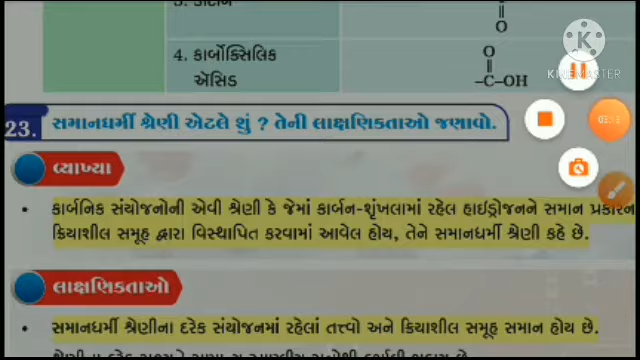 O
4. કાર્બોક્સિલિક
ઍસિડ
O
–C–OH
KINEMASTER
23. સમાનધર્મી શ્રેણી એટલે શું ? તેની લાક્ષણિકતાઓ જણાવો.
વ્યાખ્યા
• કાર્બનિક સંયોજનોની એવી શ્રેણી કે જેમાં કાર્બન-શૃંખલામાં રહેલ હાઇડ્રોજનને સમાન પ્રકારન
ક્રિયાશીલ સમૂહ દ્વારા વિસ્થાપિત કરવામાં આવેલ હોય, તેને સમાનધર્મી શ્રેણી કહે છે.
લાક્ષણિકતાઓ
• સમાનધર્મી શ્રેણીના દરેક સંયોજનમાં રહેલાં તત્ત્વો અને ક્રિયાશીલ સમૂહ સમાન હોય છે.